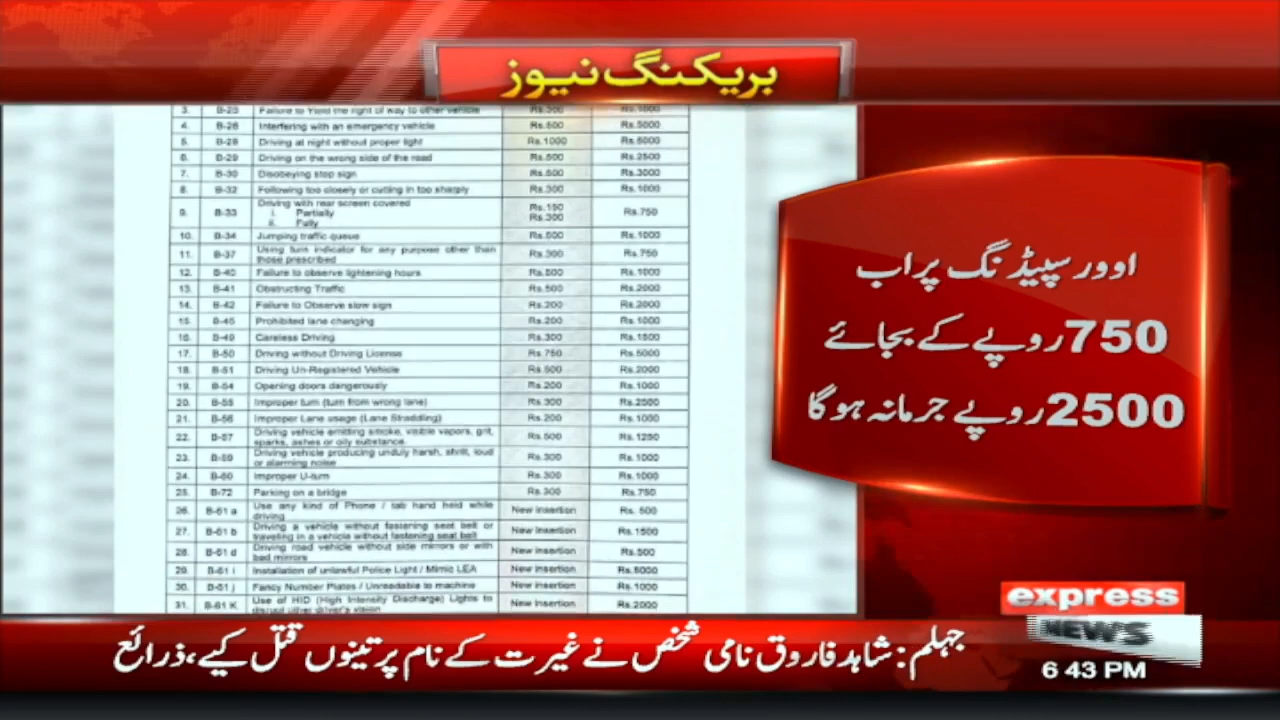 بریکنگ نیوز
3. B-25 Failure to Yield the right of way to other vehicle Rs.300 Rs.1000
4. B-26 Interfering with an emergency vehicle Rs.500 Rs.5000
5. B-28 Driving at night without proper light Rs.1000 Rs.5000
6. B-29 Driving on the wrong side of the road Rs.500 Rs.2500
7. B-30 Disobeying stop sign Rs.500 Rs.3000
8. B-32 Following too closely or cutting in too sharply Rs.300 Rs.1000
9. B-33 Driving with rear screen covered
i. Partially Rs.150
ii. Fully Rs.300 Rs.750
10. B-34 Jumping traffic queue Rs.500 Rs.1000
11. B-37 Using turn indicator for any purpose other than
those prescribed Rs.300 Rs.750
12. B-40 Failure to observe lightening hours Rs.500 Rs.1000
13. B-41 Obstructing Traffic Rs.500 Rs.2000
14. B-42 Failure to Observe slow sign Rs.200 Rs.2000
15. B-45 Prohibited lane changing Rs.200 Rs.1000
16. B-49 Careless Driving Rs.300 Rs.1500
17. B-50 Driving without Driving License Rs.750 Rs.5000
18. B-51 Driving Un-Registered Vehicle Rs.500 Rs.2000
19. B-54 Opening doors dangerously Rs.200 Rs.1000
20. B-55 Improper turn (turn from wrong lane) Rs.300 Rs.2500
21. B-56 Improper Lane usage (Lane Straddling) Rs.200 Rs.1000
22. B-57 Driving vehicle emitting smoke, visible vapors, grit,
sparks, ashes or oily substance. Rs.500 Rs.1250
23. B-59 Driving vehicle producing unduly harsh, shrill, loud
or alarming noise Rs.300 Rs.1000
24. B-60 Improper U-turn Rs.300 Rs.1000
25. B-72 Parking on a bridge Rs.300 Rs.750
26. B-61 a Use any kind of Phone / tab hand held while
driving New Insertion Rs. 500
27. B-61 b Driving a vehicle without fastening seat belt or
traveling in a vehicle without fastening seat belt New Insertion Rs.1500
28. B-61 d Driving road vehicle without side mirrors or with
bad mirrors New Insertion Rs.500
29. B-61 i Installation of unlawful Police Light / Mimic LEA New Insertion Rs.5000
30. B-61 j Fancy Number Plates / Unreadable to machine New Insertion Rs.1000
31. B-61 K Use of HID (High Intensity Discharge) Lights to
disrupt other driver's vision New Insertion Rs.2000
اوور سپیڈنگ پر اب
750روپے کے بجائے
2500روپے جرمانہ ہوگا
express
NEWS
6:43 PM
جہلم: شاہد فاروق نامی شخص نے غیرت کے نام پر تینوں قتل کیے، ذرائع